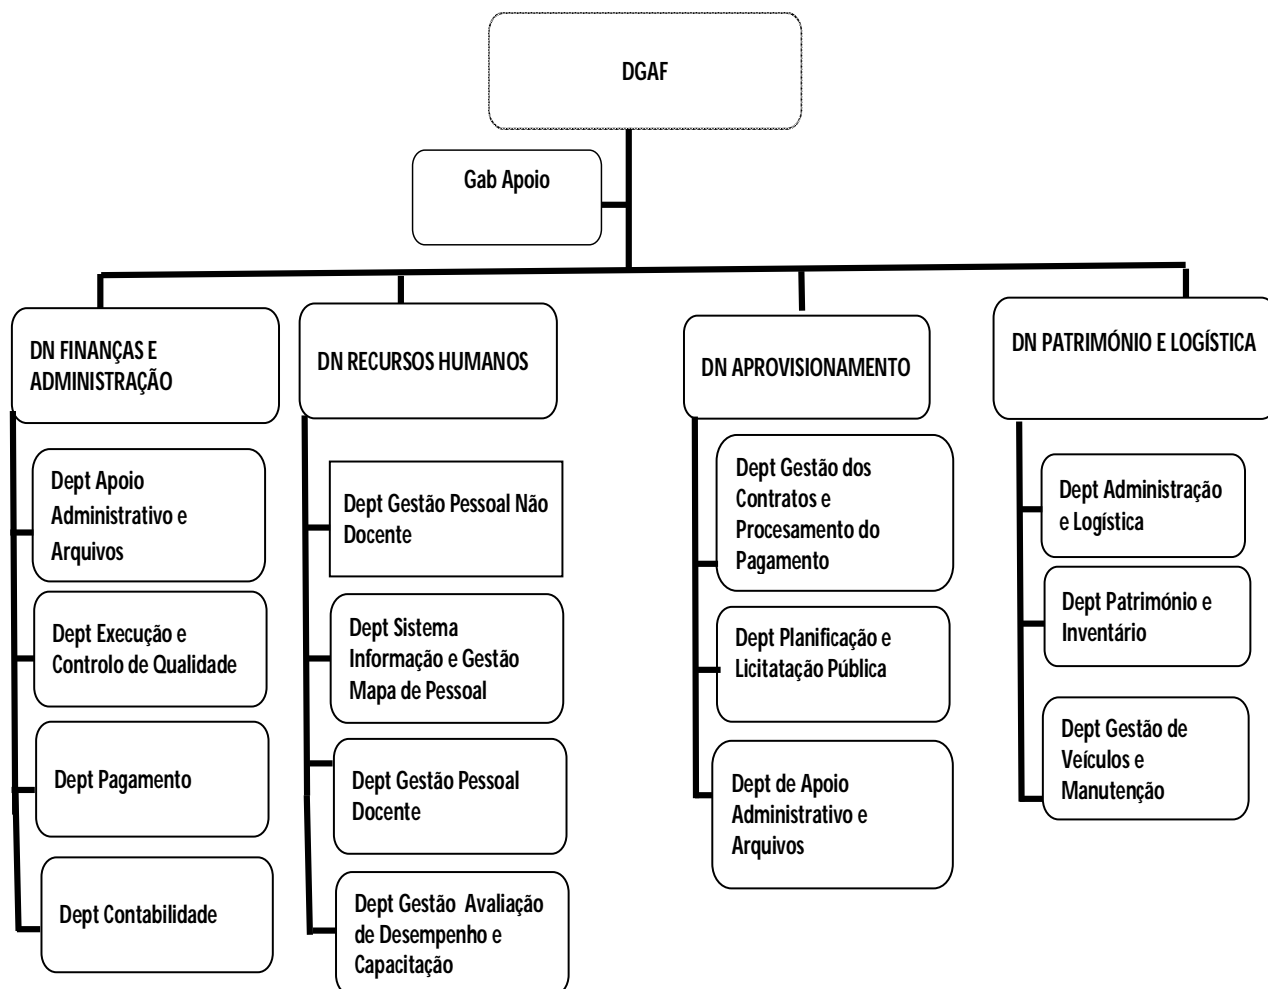 DGAF
Gab Apoio
DN FINANÇAS E
ADMINISTRAÇÃO
Dept Apoio
Administrativo e
Arquivos
Dept Execução e
Controlo de Qualidade
Dept Pagamento
Dept Contabilidade
DN RECURSOS HUMANOS
Dept Gestão Pessoal Não
Docente
Dept Sistema
Informação e Gestão
Mapa de Pessoal
Dept Gestão Pessoal
Docente
Dept Gestão Avaliação
de Desempenho e
Capacitação
DN APROVISIONAMENTO
Dept Gestão dos
Contratos e
Procesamento do
Pagamento
Dept Planificação e
Licitatação Pública
Dept de Apoio
Administrativo e
Arquivos
DN PATRIMÓNIO E LOGÍSTICA
Dept Administração
e Logística
Dept Património e
Inventário
Dept Gestão de
Veículos e
Manutenção